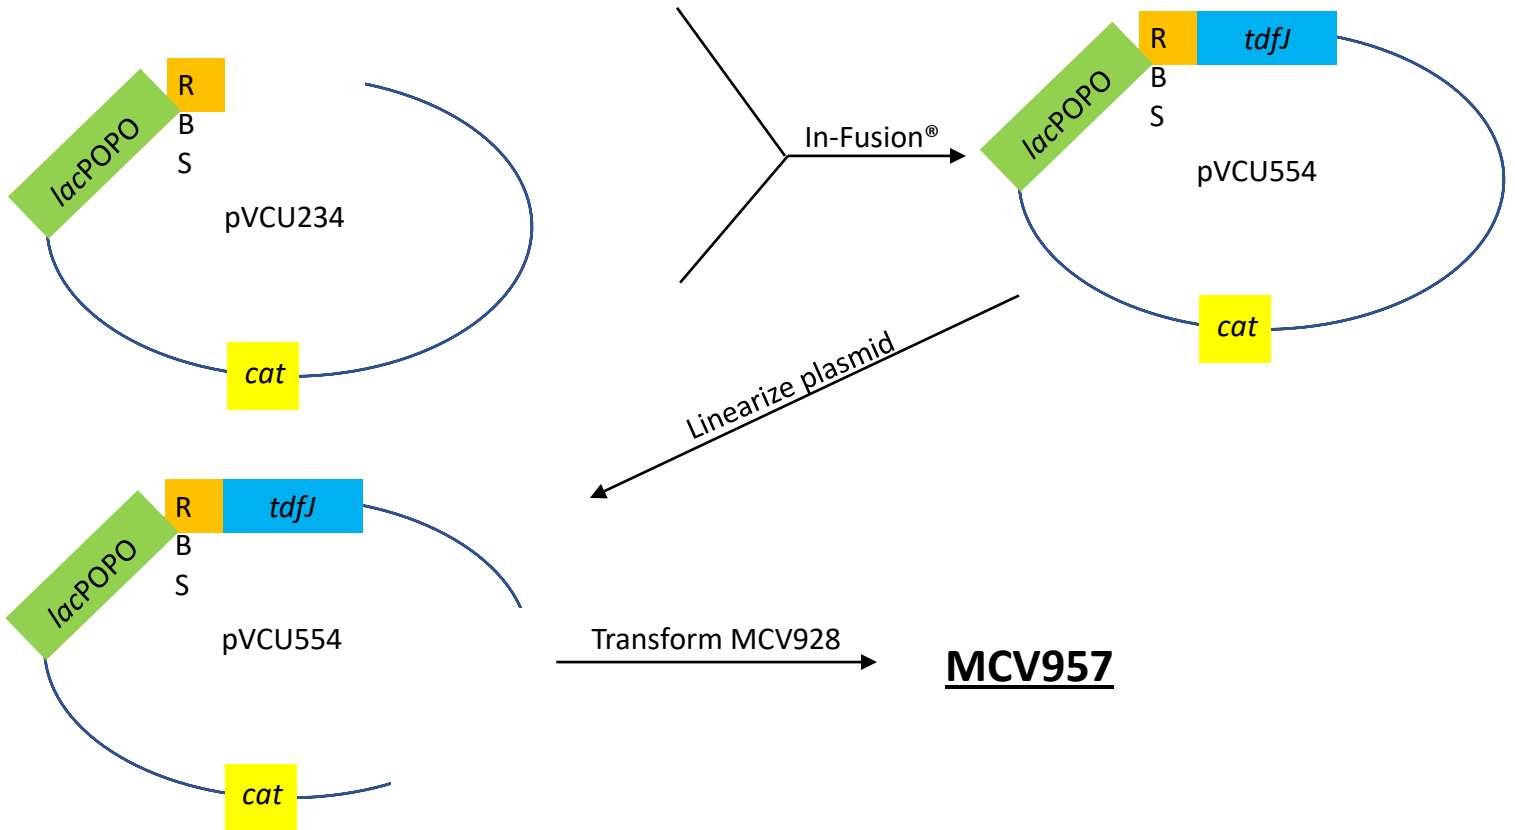 R
B
S
lacPOPO
pVCU234
cat
In-Fusion®
R
B
S
tdfJ
lacPOPO
pVCU554
cat
Linearize plasmid
R
B
S
tdfJ
lacPOPO
pVCU554
cat
Transform MCV928
MCV957